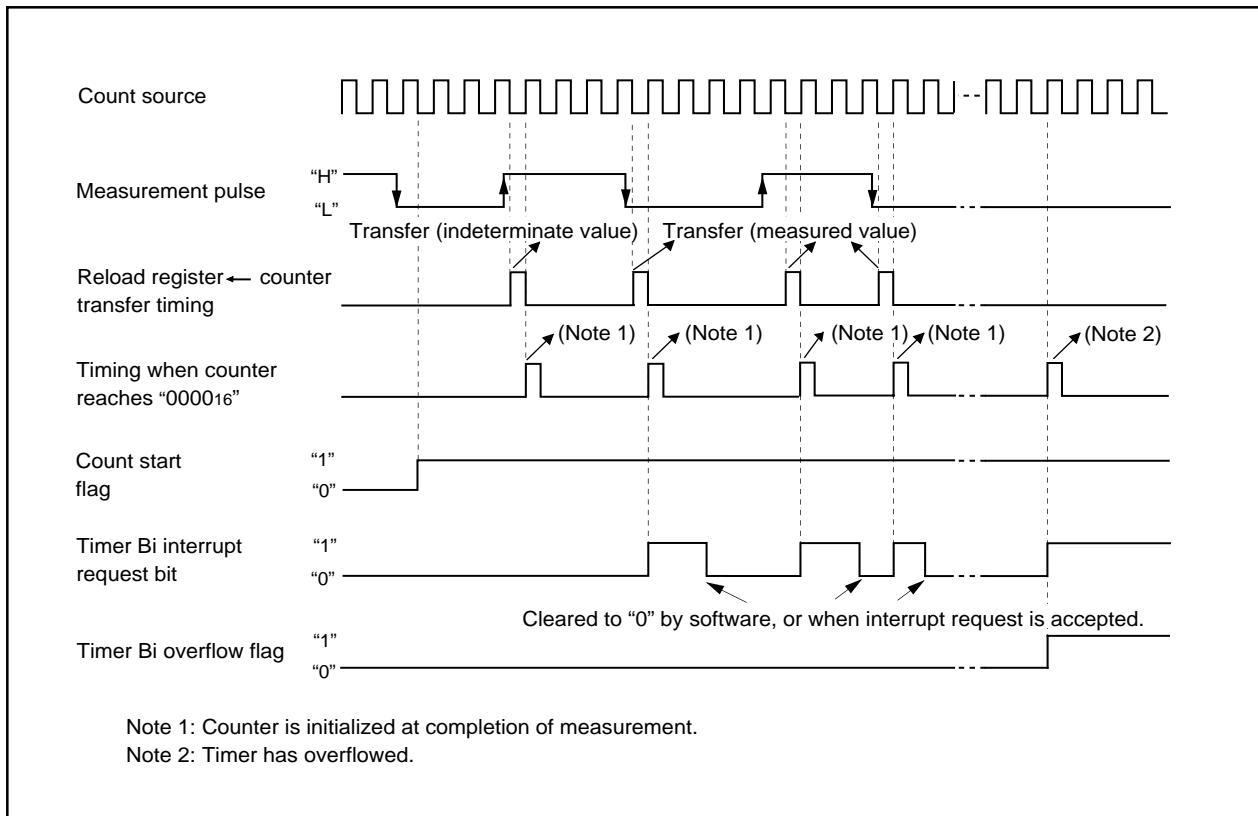 Count source
Measurement pulse
“H”
“L”
Transfer (indeterminate value)
Transfer (measured value)
Reload register ← counter
transfer timing
(Note 1)
(Note 1)
(Note 1)
(Note 1)
(Note 2)
Timing when counter
reaches “000016”
Count start
flag
“1”
“0”
Timer Bi interrupt
request bit
“1”
“0”
Cleared to “0” by software, or when interrupt request is accepted.
Timer Bi overflow flag
“1”
“0”
Note 1: Counter is initialized at completion of measurement.
Note 2: Timer has overflowed.